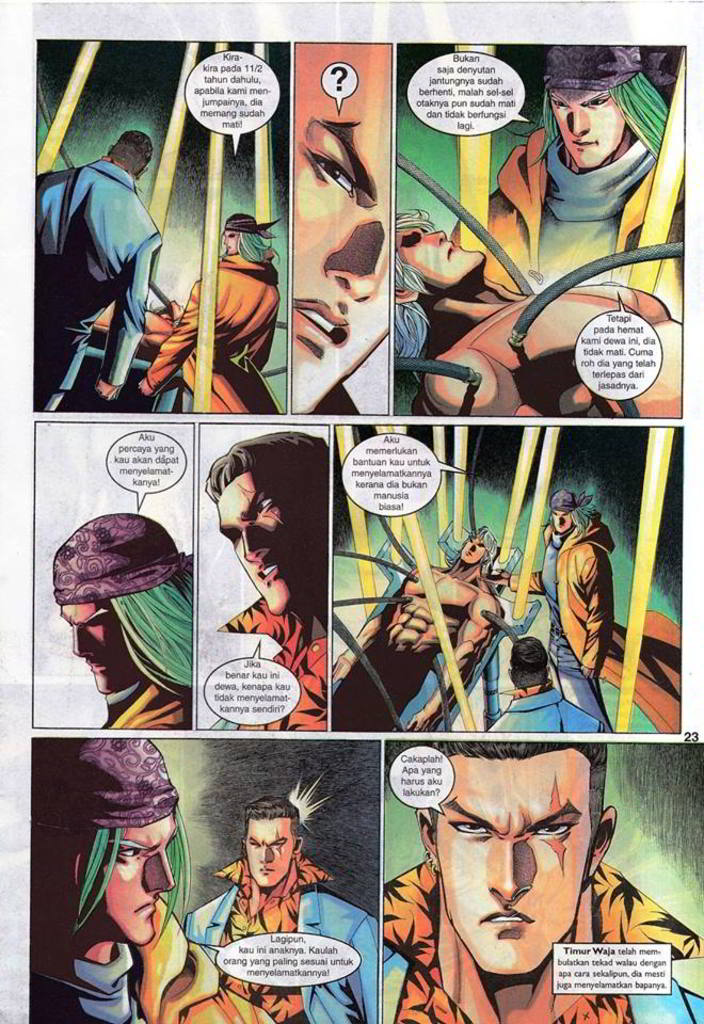 Kira-
kira pada 11/2
tahun dahulu,
apabila kami men-
jumpainya, dia
memang sudah
mati!
?
Bukan
saja denyutan
jantungnya sudah
berhenti, malah sel-sel
otaknya pun sudah mati
dan tidak berfungsi
lagi.
Tetapi
pada hemat
kami dewa ini, dia
tidak mati. Cuma
roh dia yang telah
terlepas dari
jasadnya.
Aku
percaya yang
kau akan dapat
menyelamat-
kanya!
Jika
benar kau ini
dewa, kenapa kau
tidak menyelamat-
kannya sendiri?
Aku
memerlukan
bantuan kau untuk
menyelamatkannya
kerana dia bukan
manusia
biasa!
23
Lagipun,
kau ini anaknya. Kaulah
orang yang paling sesuai untuk
menyelamatkannya!
Cakaplah!
Apa yang
harus aku
lakukan?
Timur Waja telah mem-
bulatkan tekad walau dengan
apa cara sekalipun, dia mesti
juga menyelamatkan bapanya.